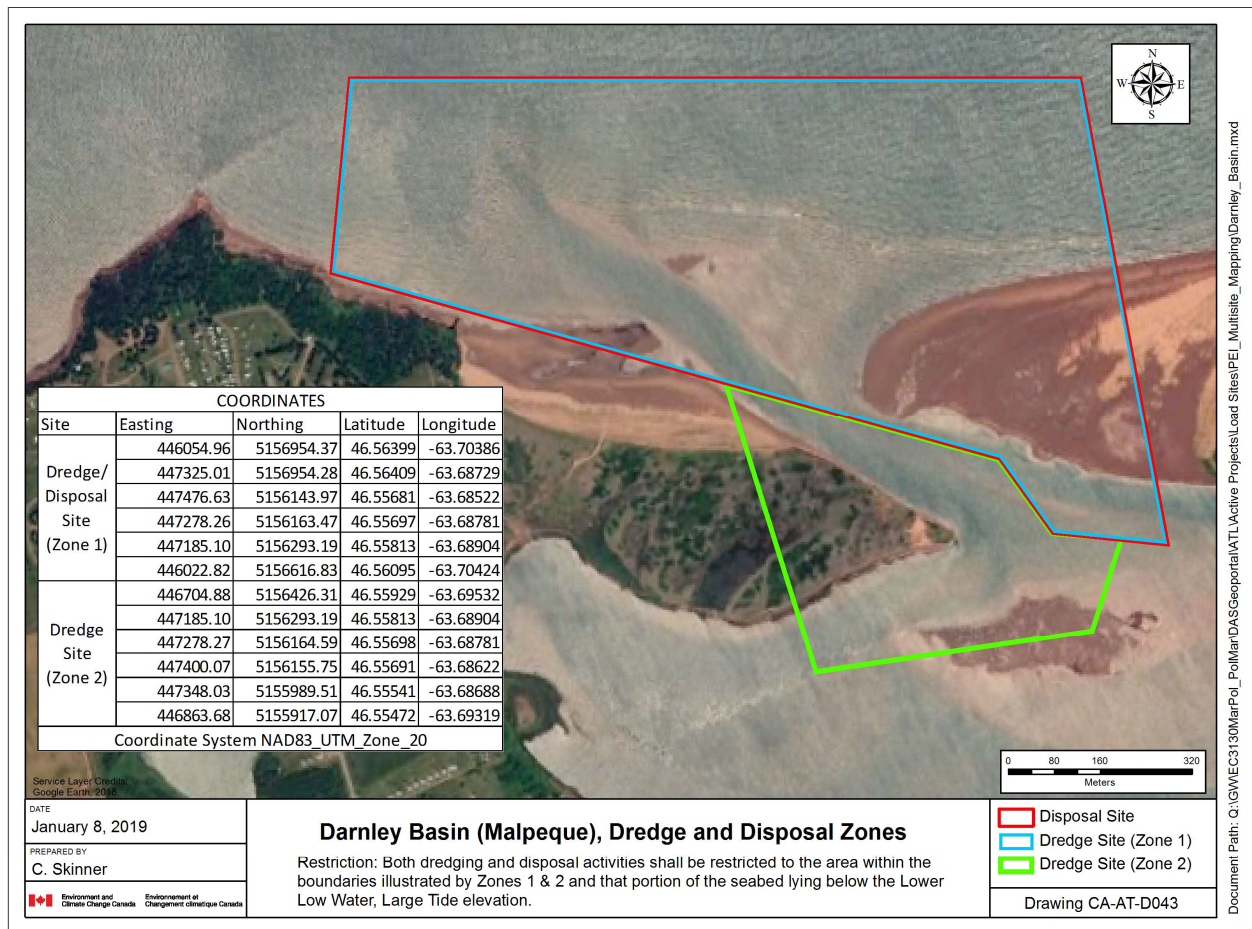 N
W E
S
COORDINATES
Site Easting Northing Latitude Longitude
Dredge/
Disposal
Site
(Zone 1)
446054.96 5156954.37 46.56399 -63.70386
447325.01 5156954.28 46.56409 -63.68729
447476.63 5156143.97 46.55681 -63.68522
447278.26 5156163.47 46.55697 -63.68781
447185.10 5156293.19 46.55813 -63.68904
446022.82 5156616.83 46.56095 -63.70424
Dredge
Site
(Zone 2)
446704.88 5156426.31 46.55929 -63.69532
447185.10 5156293.19 46.55813 -63.68904
447278.27 5156164.59 46.55698 -63.68781
447400.07 5156155.75 46.55691 -63.68622
447348.03 5155989.51 46.55541 -63.68688
446863.68 5155917.07 46.55472 -63.69319
Coordinate System NAD83_UTM_Zone_20
Service Layer Credits:
Google Earth, 2018
0 80 160 320
Meters
DATE
January 8, 2019
PREPARED BY
C. Skinner
Environment and Environnement et
Climate Change Canada Changement climatique Canada
Darnley Basin (Malpeque), Dredge and Disposal Zones
Restriction: Both dredging and disposal activities shall be restricted to the area within the
boundaries illustrated by Zones 1 & 2 and that portion of the seabed lying below the Lower
Low Water, Large Tide elevation.
Disposal Site
Dredge Site (Zone 1)
Dredge Site (Zone 2)
Drawing CA-AT-D043
Document Path: Q:\GW\EC3130MarPol_PolMar\DASGeoportal\ATL\Active Projects\Load Sites\PEI_Multisite_Mapping\Darnley_Basin.mxd